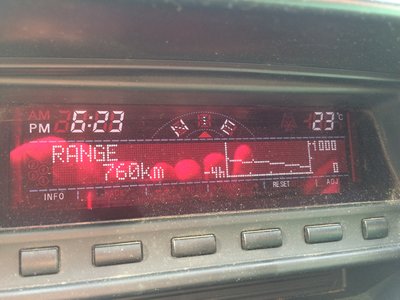 AM
PM 6:23 23°C
RANGE 1000
760km -4h 0
INFO RESET ADJ